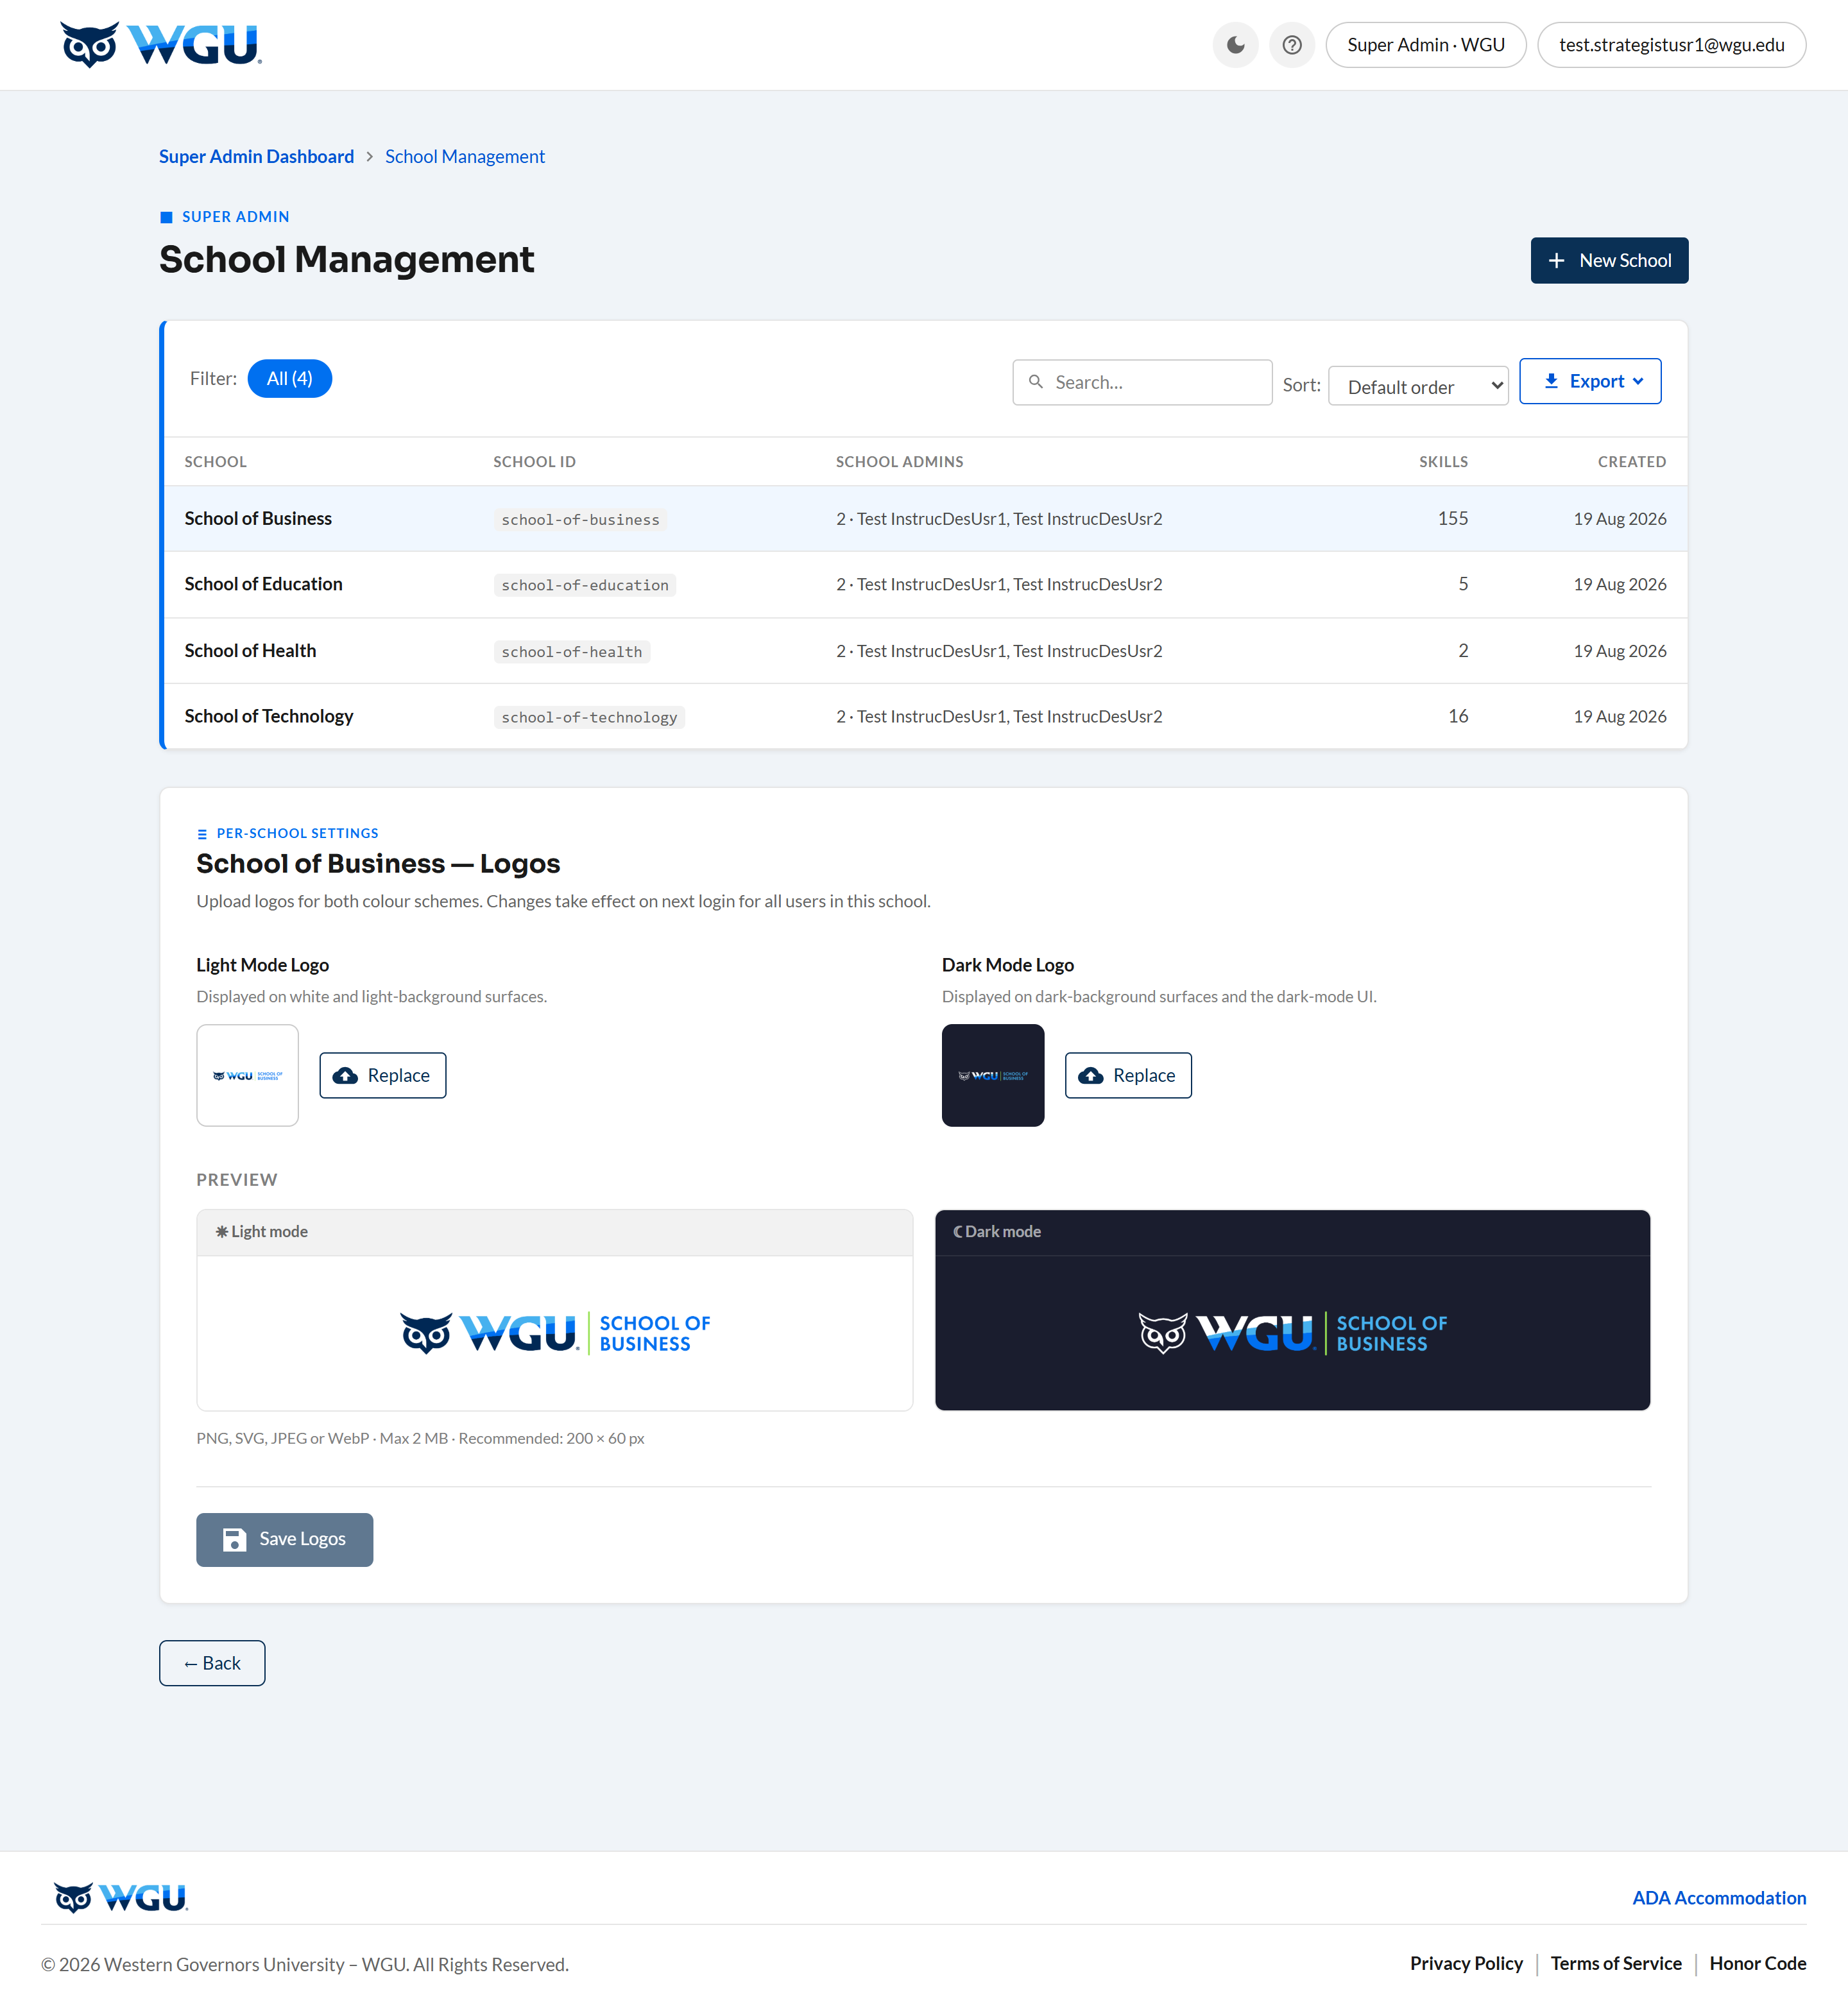 WGU
Super Admin · WGU
test.strategistusr1@wgu.edu
Super Admin Dashboard > School Management
SUPER ADMIN
School Management
+ New School
Filter: All (4) Search... Sort: Default order Export
SCHOOL SCHOOL ID SCHOOL ADMINS SKILLS CREATED
School of Business school-of-business 2 · Test InstrucDesUsr1, Test InstrucDesUsr2 155 19 Aug 2026
School of Education school-of-education 2 · Test InstrucDesUsr1, Test InstrucDesUsr2 5 19 Aug 2026
School of Health school-of-health 2 · Test InstrucDesUsr1, Test InstrucDesUsr2 2 19 Aug 2026
School of Technology school-of-technology 2 · Test InstrucDesUsr1, Test InstrucDesUsr2 16 19 Aug 2026
PER-SCHOOL SETTINGS
School of Business — Logos
Upload logos for both colour schemes. Changes take effect on next login for all users in this school.
Light Mode Logo
Displayed on white and light-background surfaces.
WGU SCHOOL OF BUSINESS
Replace
Dark Mode Logo
Displayed on dark-background surfaces and the dark-mode UI.
WGU SCHOOL OF BUSINESS
Replace
PREVIEW
Light mode
WGU. SCHOOL OF
BUSINESS
Dark mode
WGU. SCHOOL OF
BUSINESS
PNG, SVG, JPEG or WebP · Max 2 MB · Recommended: 200 × 60 px
Save Logos
← Back
WGU
ADA Accommodation
© 2026 Western Governors University – WGU. All Rights Reserved.
Privacy Policy | Terms of Service | Honor Code